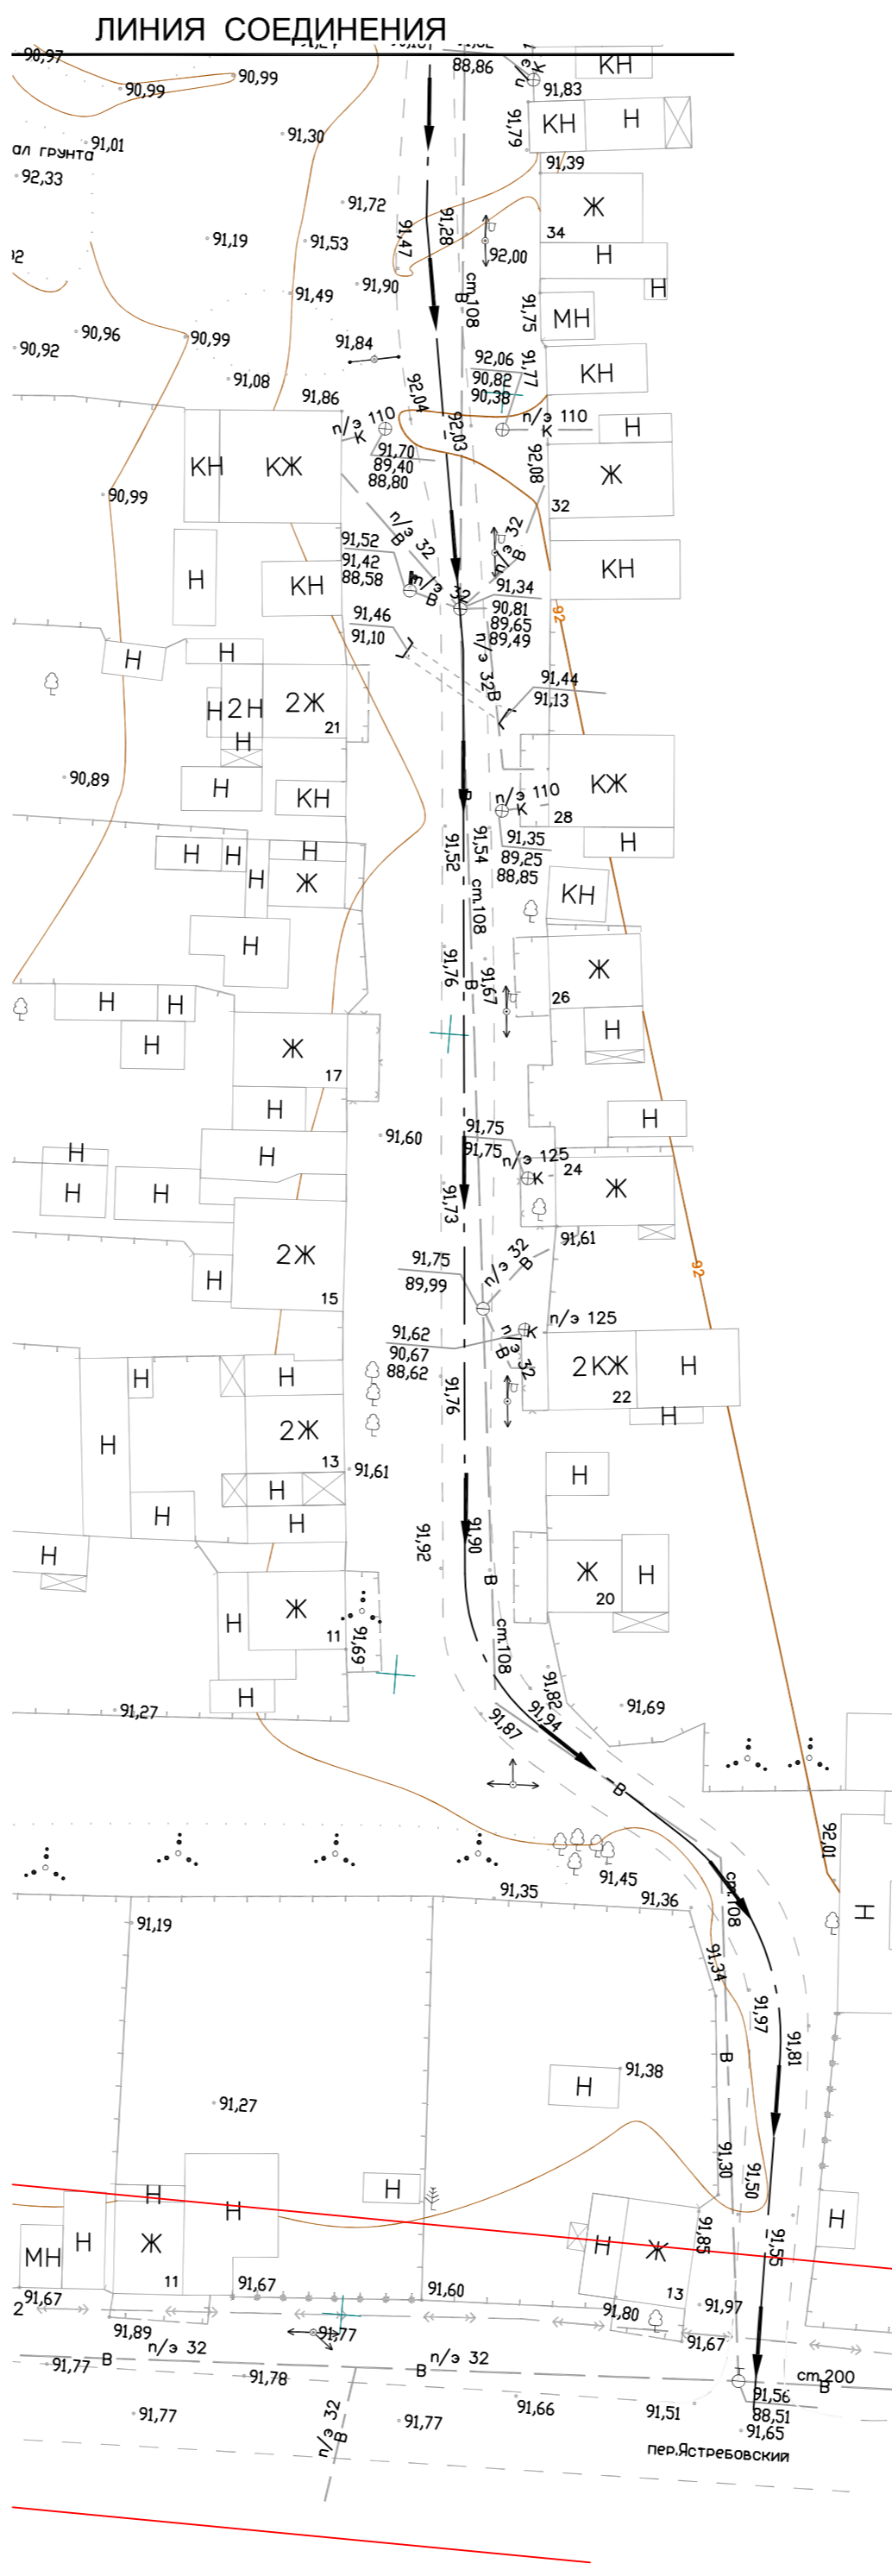 ЛИНИЯ СОЕДИНЕНИЯ
90,97
88,86
К
КН
90,99
90,99
91,83
91,79
КН
Н
91,01
91,30
ал грунта
91,39
92,33
91,72
Ж
34
91,19
91,53
91,47
91,28
92,00
Н
91,90
Н
91,49
ст.108
В
91,75
МН
90,96
90,99
90,92
91,84
92,06
91,77
91,08
90,82
КН
91,86
90,38
92,04
п/э 110
К
92,03
п/э 110
К
Н
91,70
89,40
88,80
КН
КЖ
92,08
Ж
32
90,99
п/э 32
В
п/э 32
В
91,52
91,42
88,58
п/э 32
В
КН
Н
КН
91,34
90,81
89,65
89,49
91,46
91,10
92
Н
Н
п/э 32
В
91,44
91,13
Н
2Н
2Ж
21
Н
90,89
Н
КН
п/э 110
К
КЖ
28
91,52
91,54
91,35
89,25
88,85
Н
Н
Н
Н
Н
Ж
ст.108
КН
Н
91,76
91,67
В
Ж
26
Н
Н
Н
Н
Ж
17
Н
Н
91,60
91,75
91,75
п/э 125
К
24
Н
Н
Н
Н
Ж
91,73
2Ж
15
Н
91,61
91,75
89,99
п/э 32
В
92
91,62
90,67
88,62
п/э 125
К
п/э 32
В
2КЖ
22
Н
Н
Н
Н
91,76
2Ж
13
Н
91,61
Н
Н
Н
Н
91,92
91,90
Н
В
Ж
20
Н
Н
Ж
11
91,69
ст.108
Н
91,82
91,27
91,87
91,94
91,69
В
92,01
91,45
91,35
91,36
ст.108
Н
91,19
91,34
91,97
91,81
В
Н
91,38
91,27
91,30
91,50
Н
Н
Н
Н
91,85
91,55
МН
Н
Ж
11
Н
Ж
13
91,67
91,67
91,60
91,80
91,97
2
91,89
91,77
91,67
п/э 32
В
п/э 32
В
91,77
91,78
ст.200
В
91,56
88,51
91,65
91,66
91,51
91,77
91,77
п/э 32
В
пер.Ястребовский